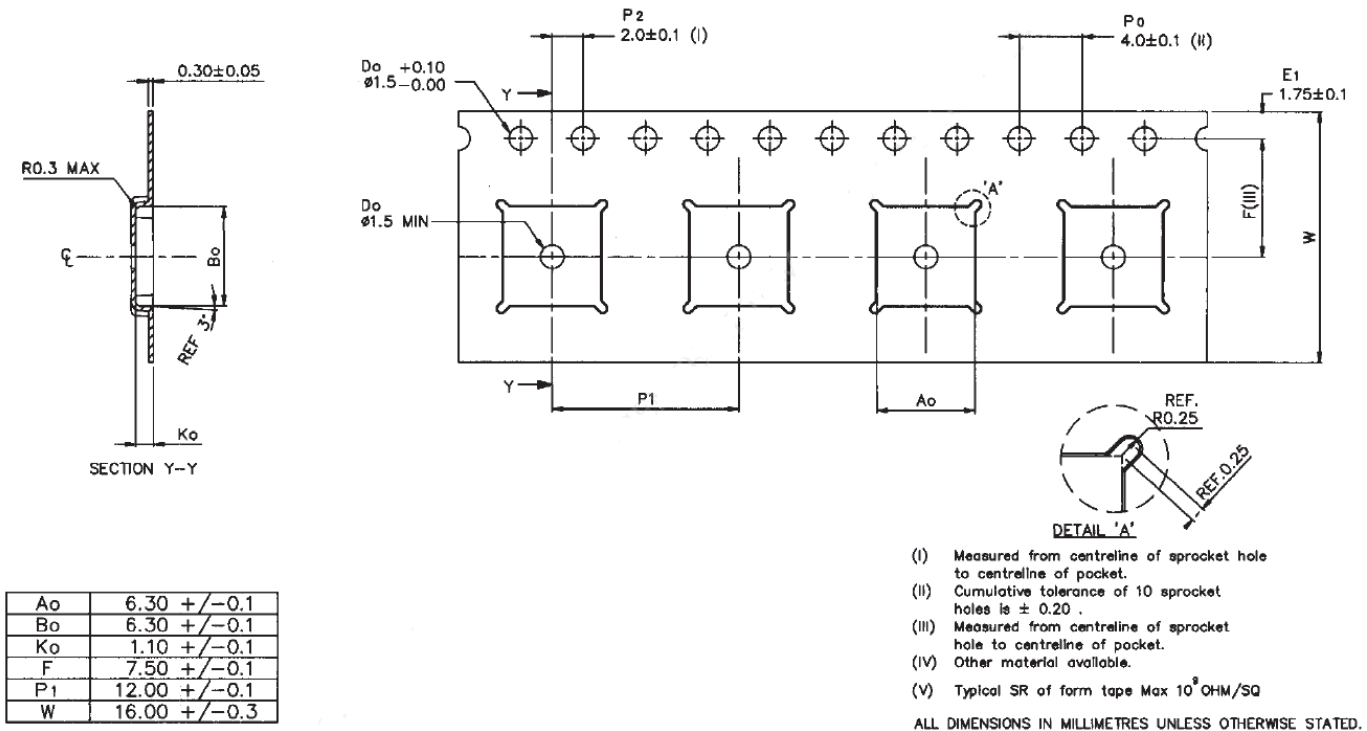 P2
2.0±0.1 (I)
Po
4.0±0.1 (II)
0.30±0.05
Do +0.10
ø1.5-0.00
Y
E1
1.75±0.1
R0.3 MAX
'A'
Do
ø1.5 MIN
F(III)
W
Bo
REF 3°
Y
P1
Ao
Ko
SECTION Y-Y
REF.
R0.25
REF.0.25
DETAIL 'A'
(I) Measured from centreline of sprocket hole
to centreline of pocket.
(II) Cumulative tolerance of 10 sprocket
holes is ± 0.20 .
(III) Measured from centreline of sprocket
hole to centreline of pocket.
(IV) Other material available.
(V) Typical SR of form tape Max 10⁹ OHM/SQ
ALL DIMENSIONS IN MILLIMETRES UNLESS OTHERWISE STATED.
Ao 6.30 +/-0.1
Bo 6.30 +/-0.1
Ko 1.10 +/-0.1
F 7.50 +/-0.1
P1 12.00 +/-0.1
W 16.00 +/-0.3